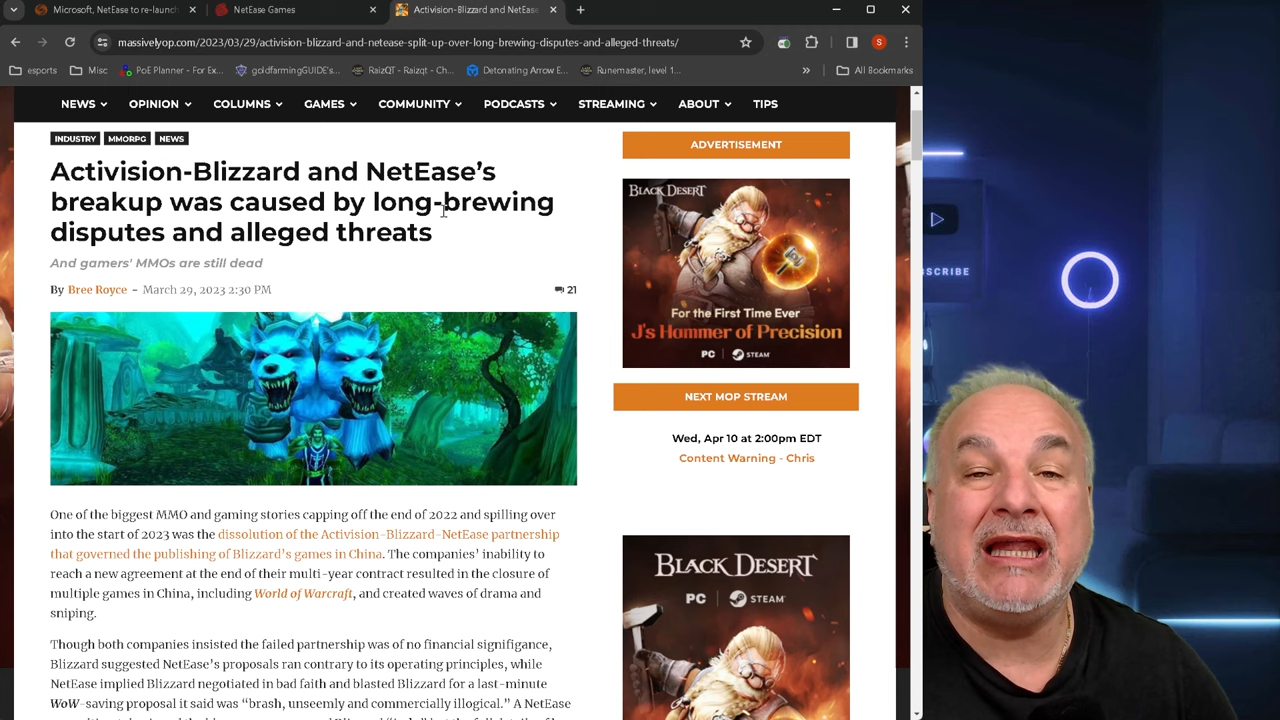 Microsoft, NetEase to re-launch
NetEase Games
Activision-Blizzard and NetEase
massivelyop.com/2023/03/29/activision-blizzard-and-netease-split-up-over-long-brewing-disputes-and-alleged-threats/
S
esports
Misc
PoE Planner - For Ex...
goldfarmingGUIDE's...
RaizQT - Raizqt - Ch...
Detonating Arrow E...
Runemaster, level 1...
All Bookmarks
NEWS
OPINION
COLUMNS
GAMES
COMMUNITY
PODCASTS
STREAMING
ABOUT
TIPS
INDUSTRY
MMORPG
NEWS
Activision-Blizzard and NetEase's
breakup was caused by long-brewing
disputes and alleged threats
And gamers' MMOs are still dead
By Bree Royce - March 29, 2023 2:30 PM
21
One of the biggest MMO and gaming stories capping off the end of 2022 and spilling over
into the start of 2023 was the dissolution of the Activision-Blizzard-NetEase partnership
that governed the publishing of Blizzard's games in China. The companies' inability to
reach a new agreement at the end of their multi-year contract resulted in the closure of
multiple games in China, including World of Warcraft, and created waves of drama and
sniping.
Though both companies insisted the failed partnership was of no financial signifigance,
Blizzard suggested NetEase's proposals ran contrary to its operating principles, while
NetEase implied Blizzard negotiated in bad faith and blasted Blizzard for a last-minute
WoW-saving proposal it said was "brash, unseemly and commercially illogical." A NetEase
ADVERTISEMENT
BLACK DESERT
For the First Time Ever
J's Hammer of Precision
PC
STEAM
NEXT MOP STREAM
Wed, Apr 10 at 2:00pm EDT
Content Warning - Chris
BLACK DESERT
PC
STEAM
SCRIBE